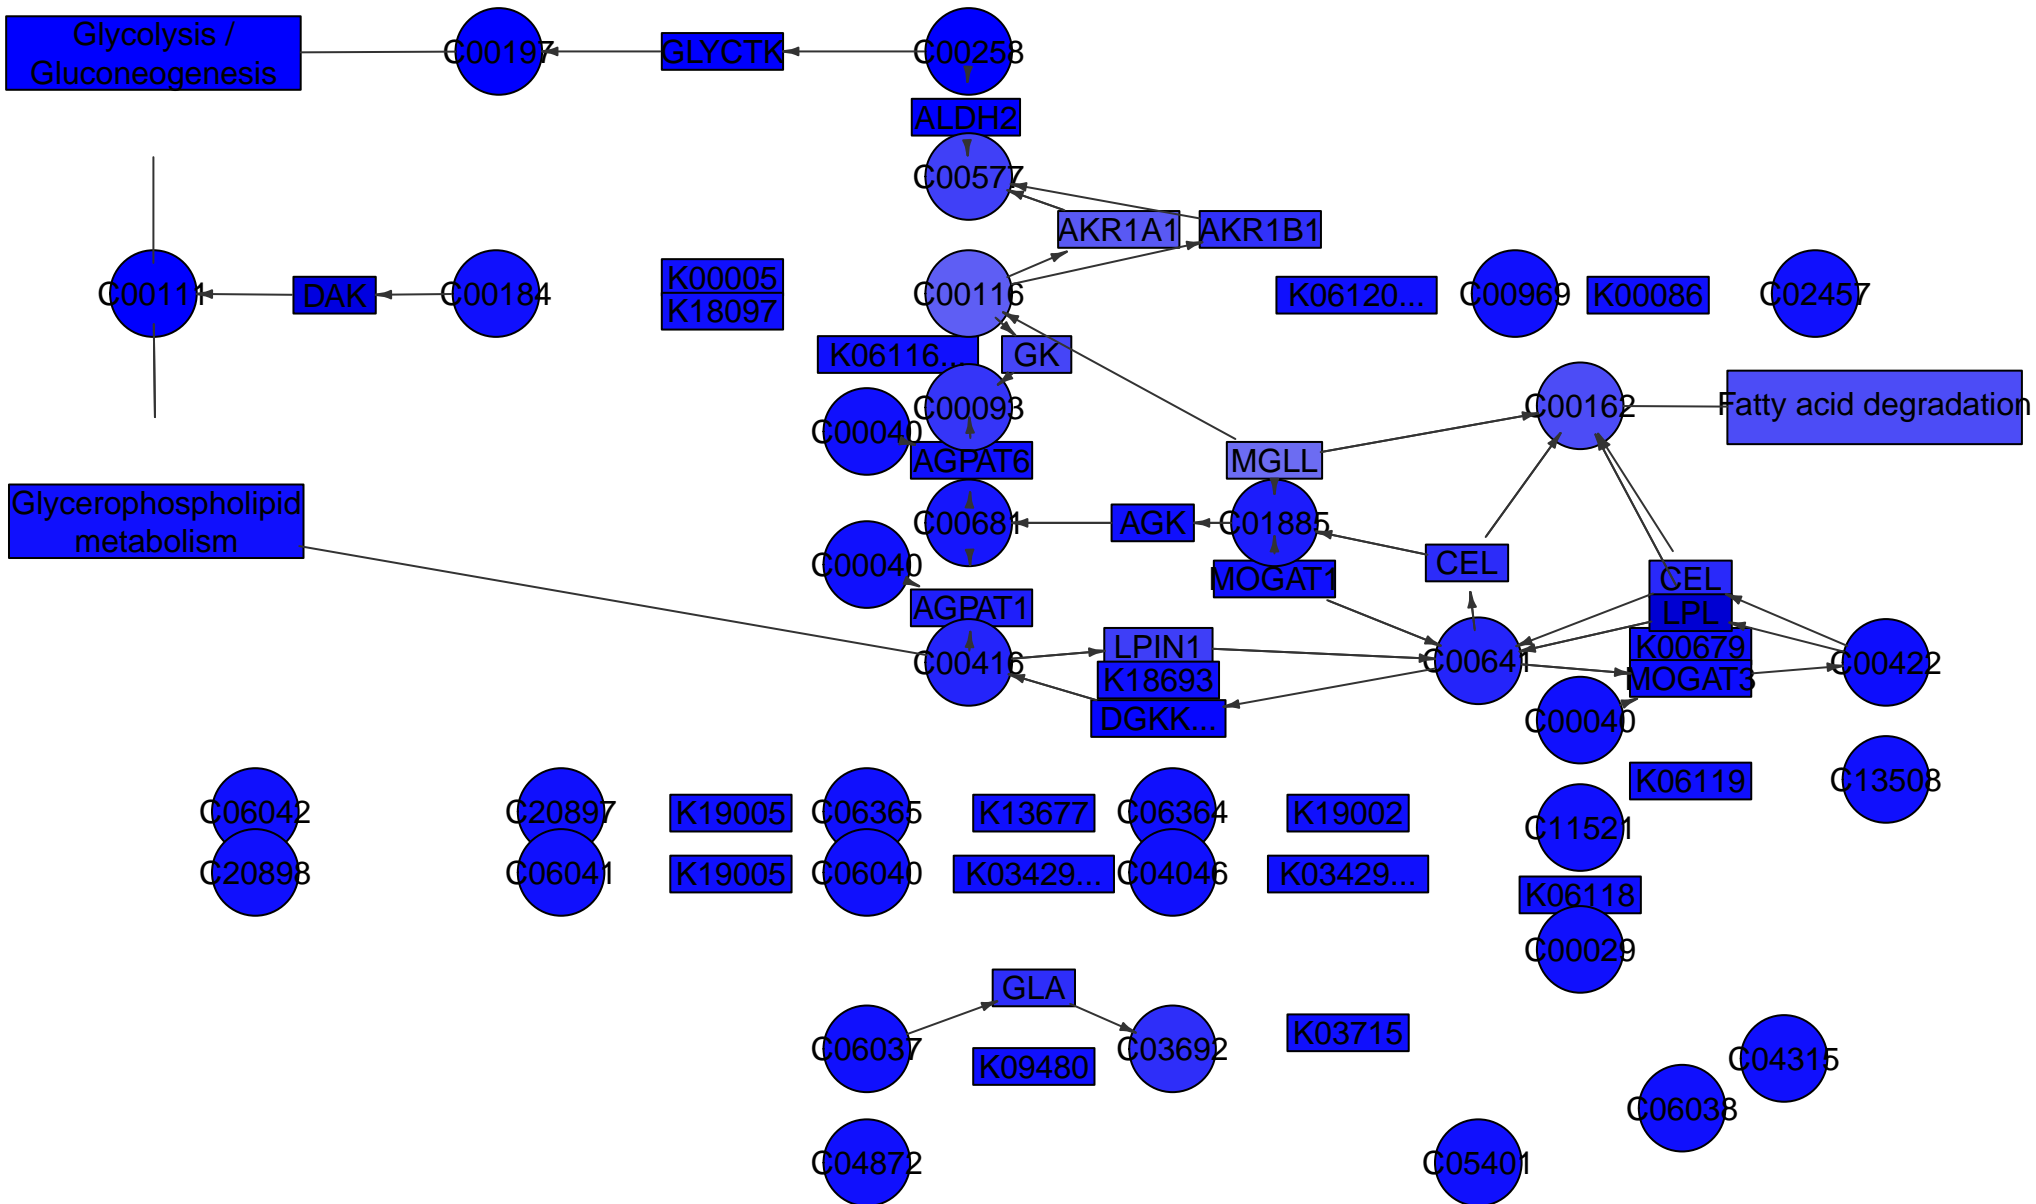 Glycolysis /
Gluconeogenesis
C00197
GLYCTK
C00258
ALDH2
C00577
AKR1A1
AKR1B1
C00111
DAK
C00184
K00005
K18097
C00116
K06120...
C00969
K00086
C02457
K06116...
GK
C00093
C00040
AGPAT6
C00162
Fatty acid degradation
MGLL
Glycerophospholipid
metabolism
C00681
AGK
C01885
C00040
MOGAT1
CEL
CEL
LPL
AGPAT1
C00416
LPIN1
K18693
DGKK...
C00641
K00679
MOGAT3
C00422
C00040
K06119
C13508
C06042
C20897
K19005
C06365
K13677
C06364
K19002
C11521
C20898
C06041
K19005
C06040
K03429...
C04046
K03429...
K06118
C00029
GLA
C06037
K09480
C03692
K03715
C04315
C06038
C04872
C05401